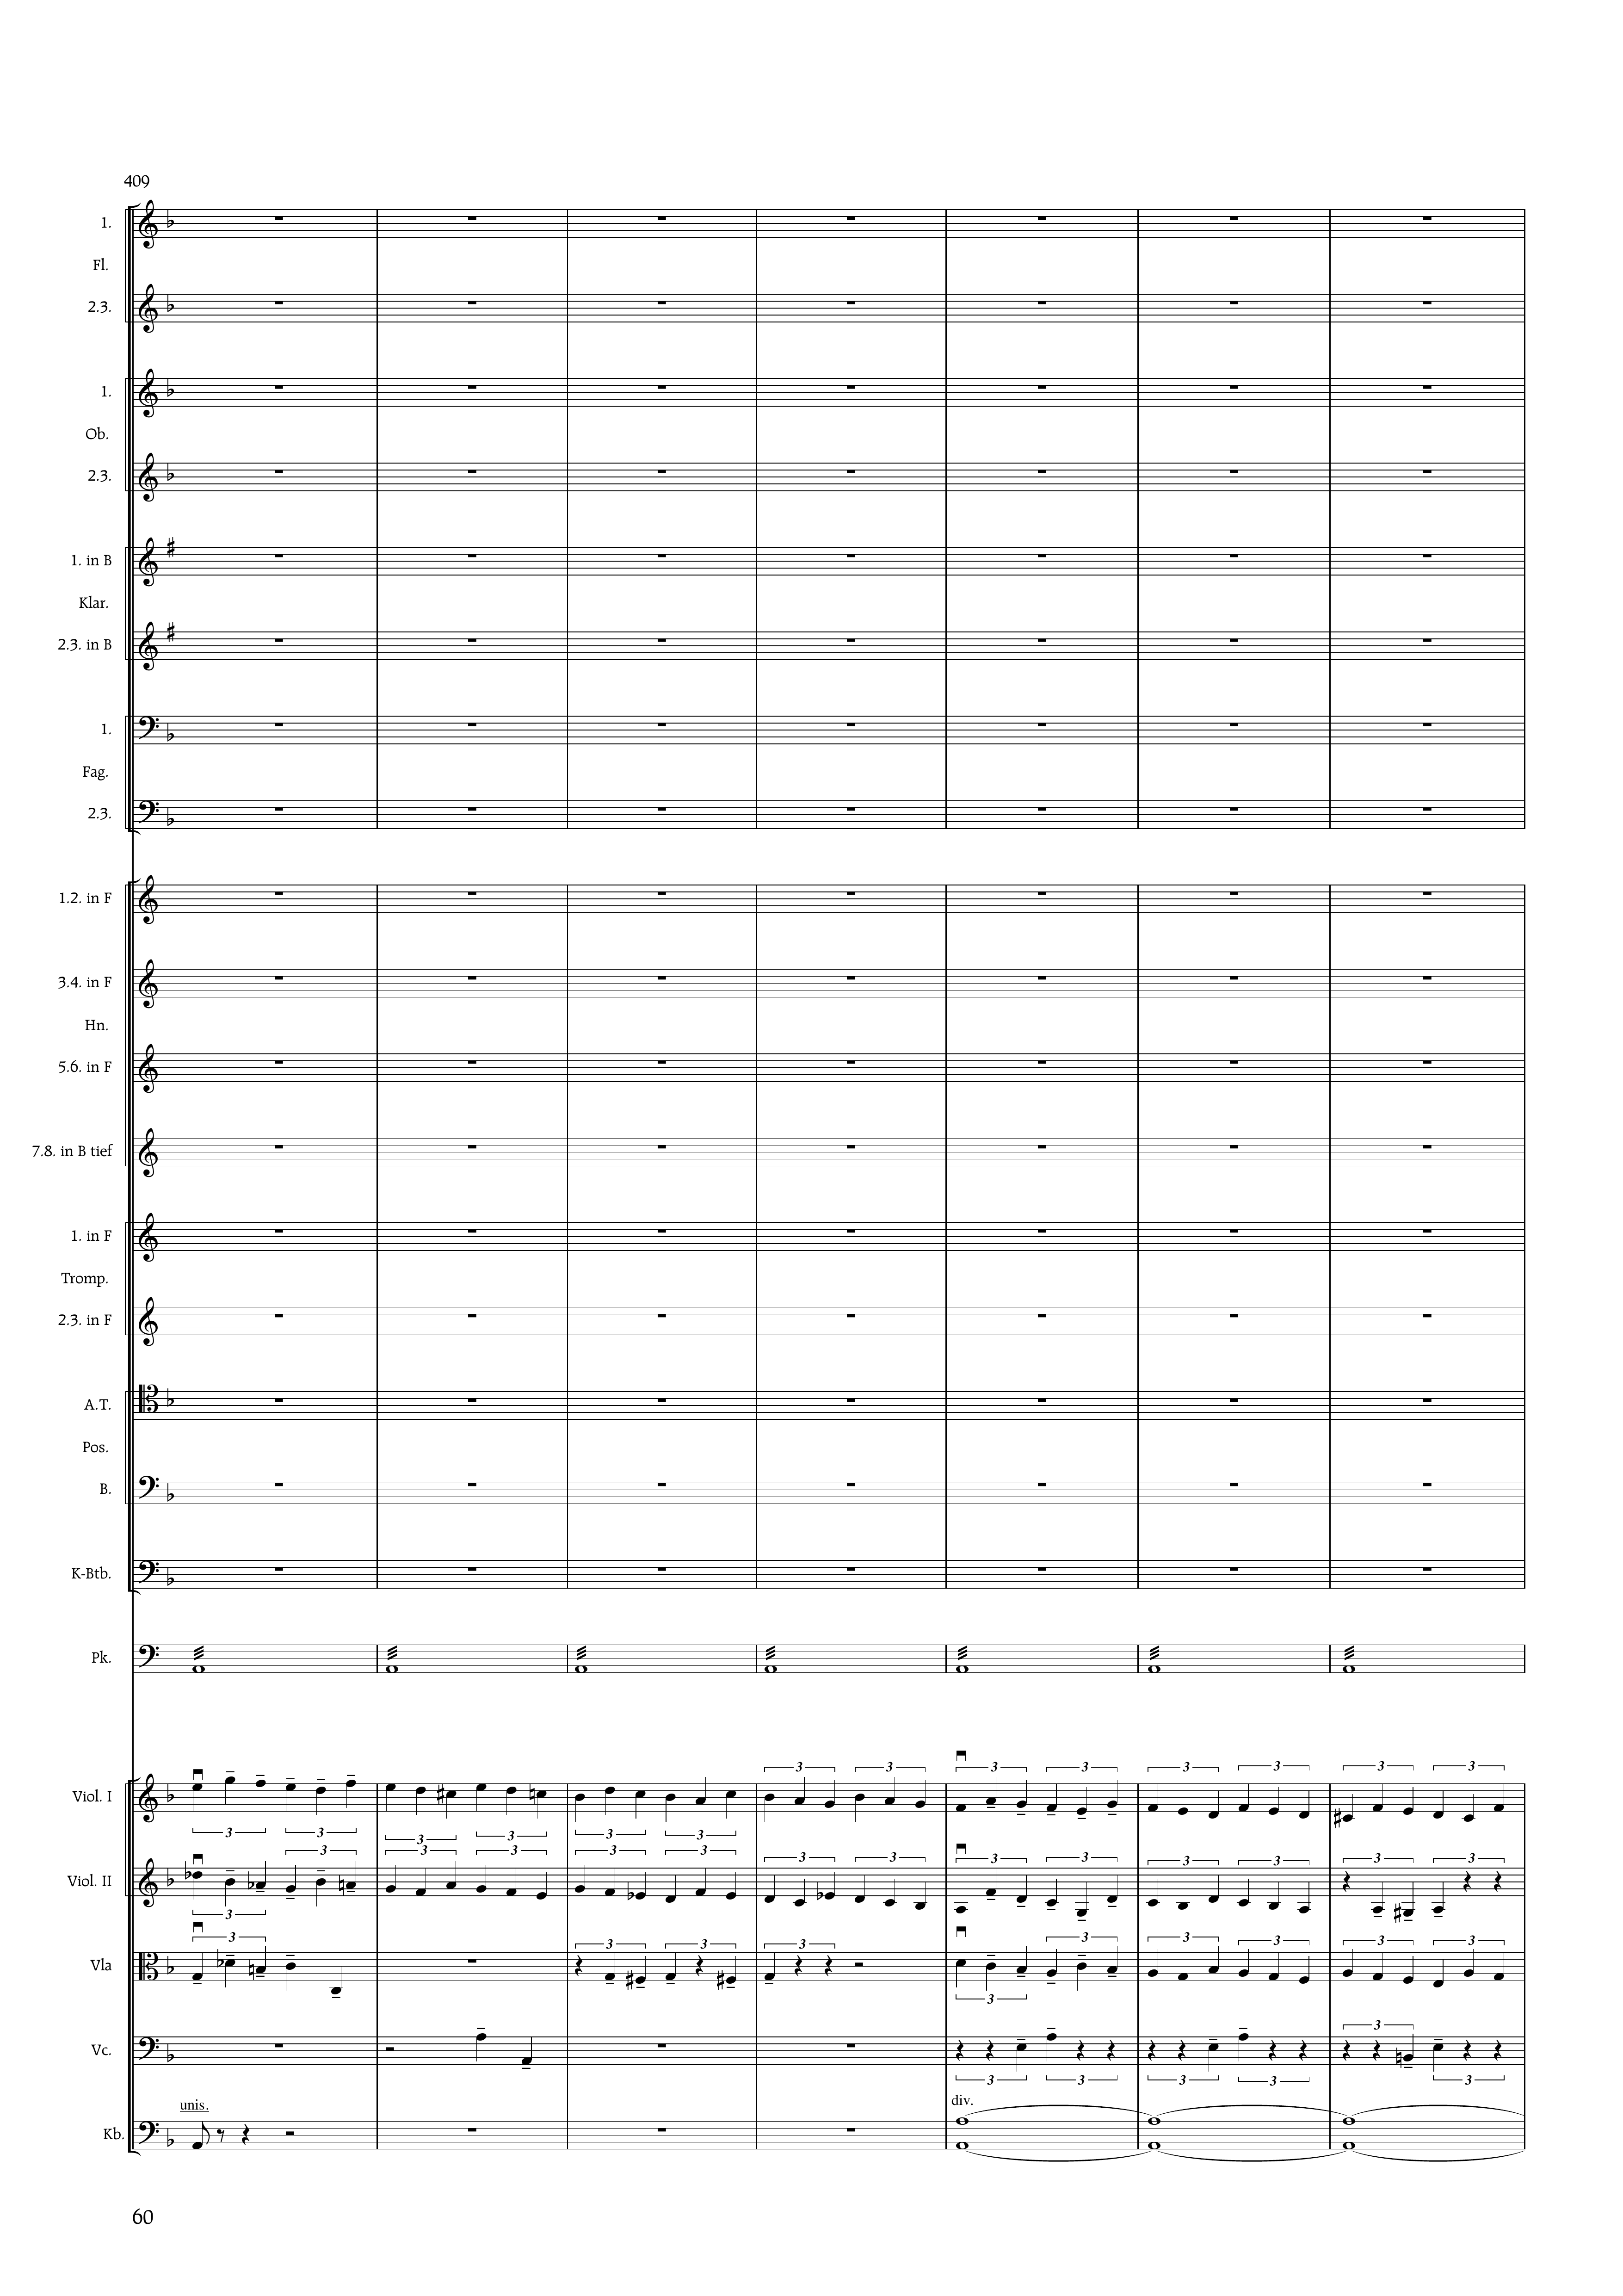 409
1.
Fl.
2.3.
1.
Ob.
2.3.
1. in B
Klar.
2.3. in B
1.
Fag.
2.3.
1.2. in F
3.4. in F
Hn.
5.6. in F
7.8. in B tief
1. in F
Tromp.
2.3. in F
A.T.
Pos.
B.
K-Btb.
Pk.
3 3 3 3 3 3 3 3
Viol. I
3 3 3 3 3 3
3 3 3 3 3 3 3 3 3 3 3 3 3
Viol. II
3
3 3 3 3 3 3 3 3 3
Vla
3
3
Vc.
3 3 3 3 3
unis. div.
Kb.
60